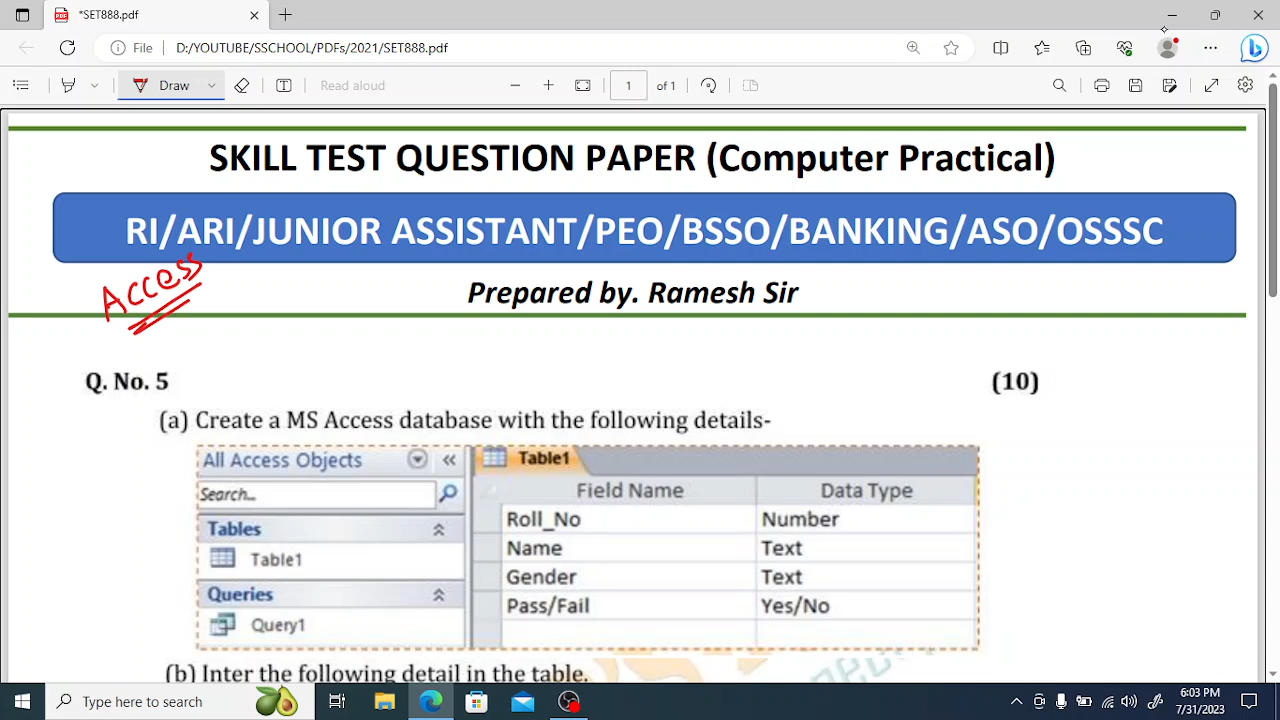 *SET888.pdf
File
D:/YOUTUBE/SSCHOOL/PDFs/2021/SET888.pdf
Draw
Read aloud
1
of 1
SKILL TEST QUESTION PAPER (Computer Practical)
RI/ARI/JUNIOR ASSISTANT/PEO/BSSO/BANKING/ASO/OSSSC
Access
Prepared by. Ramesh Sir
Q. No. 5 (10)
(a) Create a MS Access database with the following details-
All Access Objects
Search...
Tables
Table1
Queries
Query1
Table1
Field Name Data Type
Roll_No Number
Name Text
Gender Text
Pass/Fail Yes/No
(b) Inter the following detail in the table.
Type here to search
6:03 PM
7/31/2023